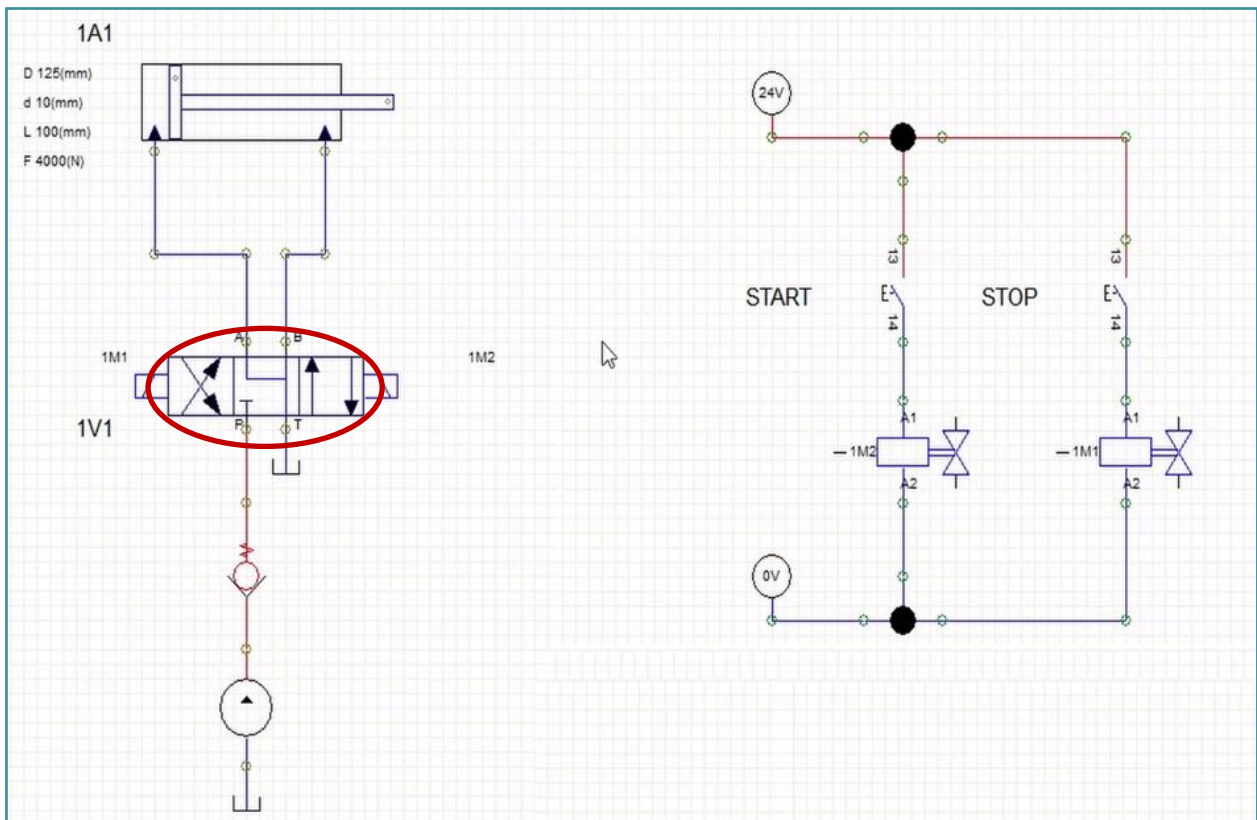 1A1
D 125(mm)
d 10(mm)
L 100(mm)
F 4000(N)
A B
1M1
1M2
P T
1V1
24V
13
13
START
STOP
14
14
A1
A1
— 1M2
— 1M1
A2
A2
0V